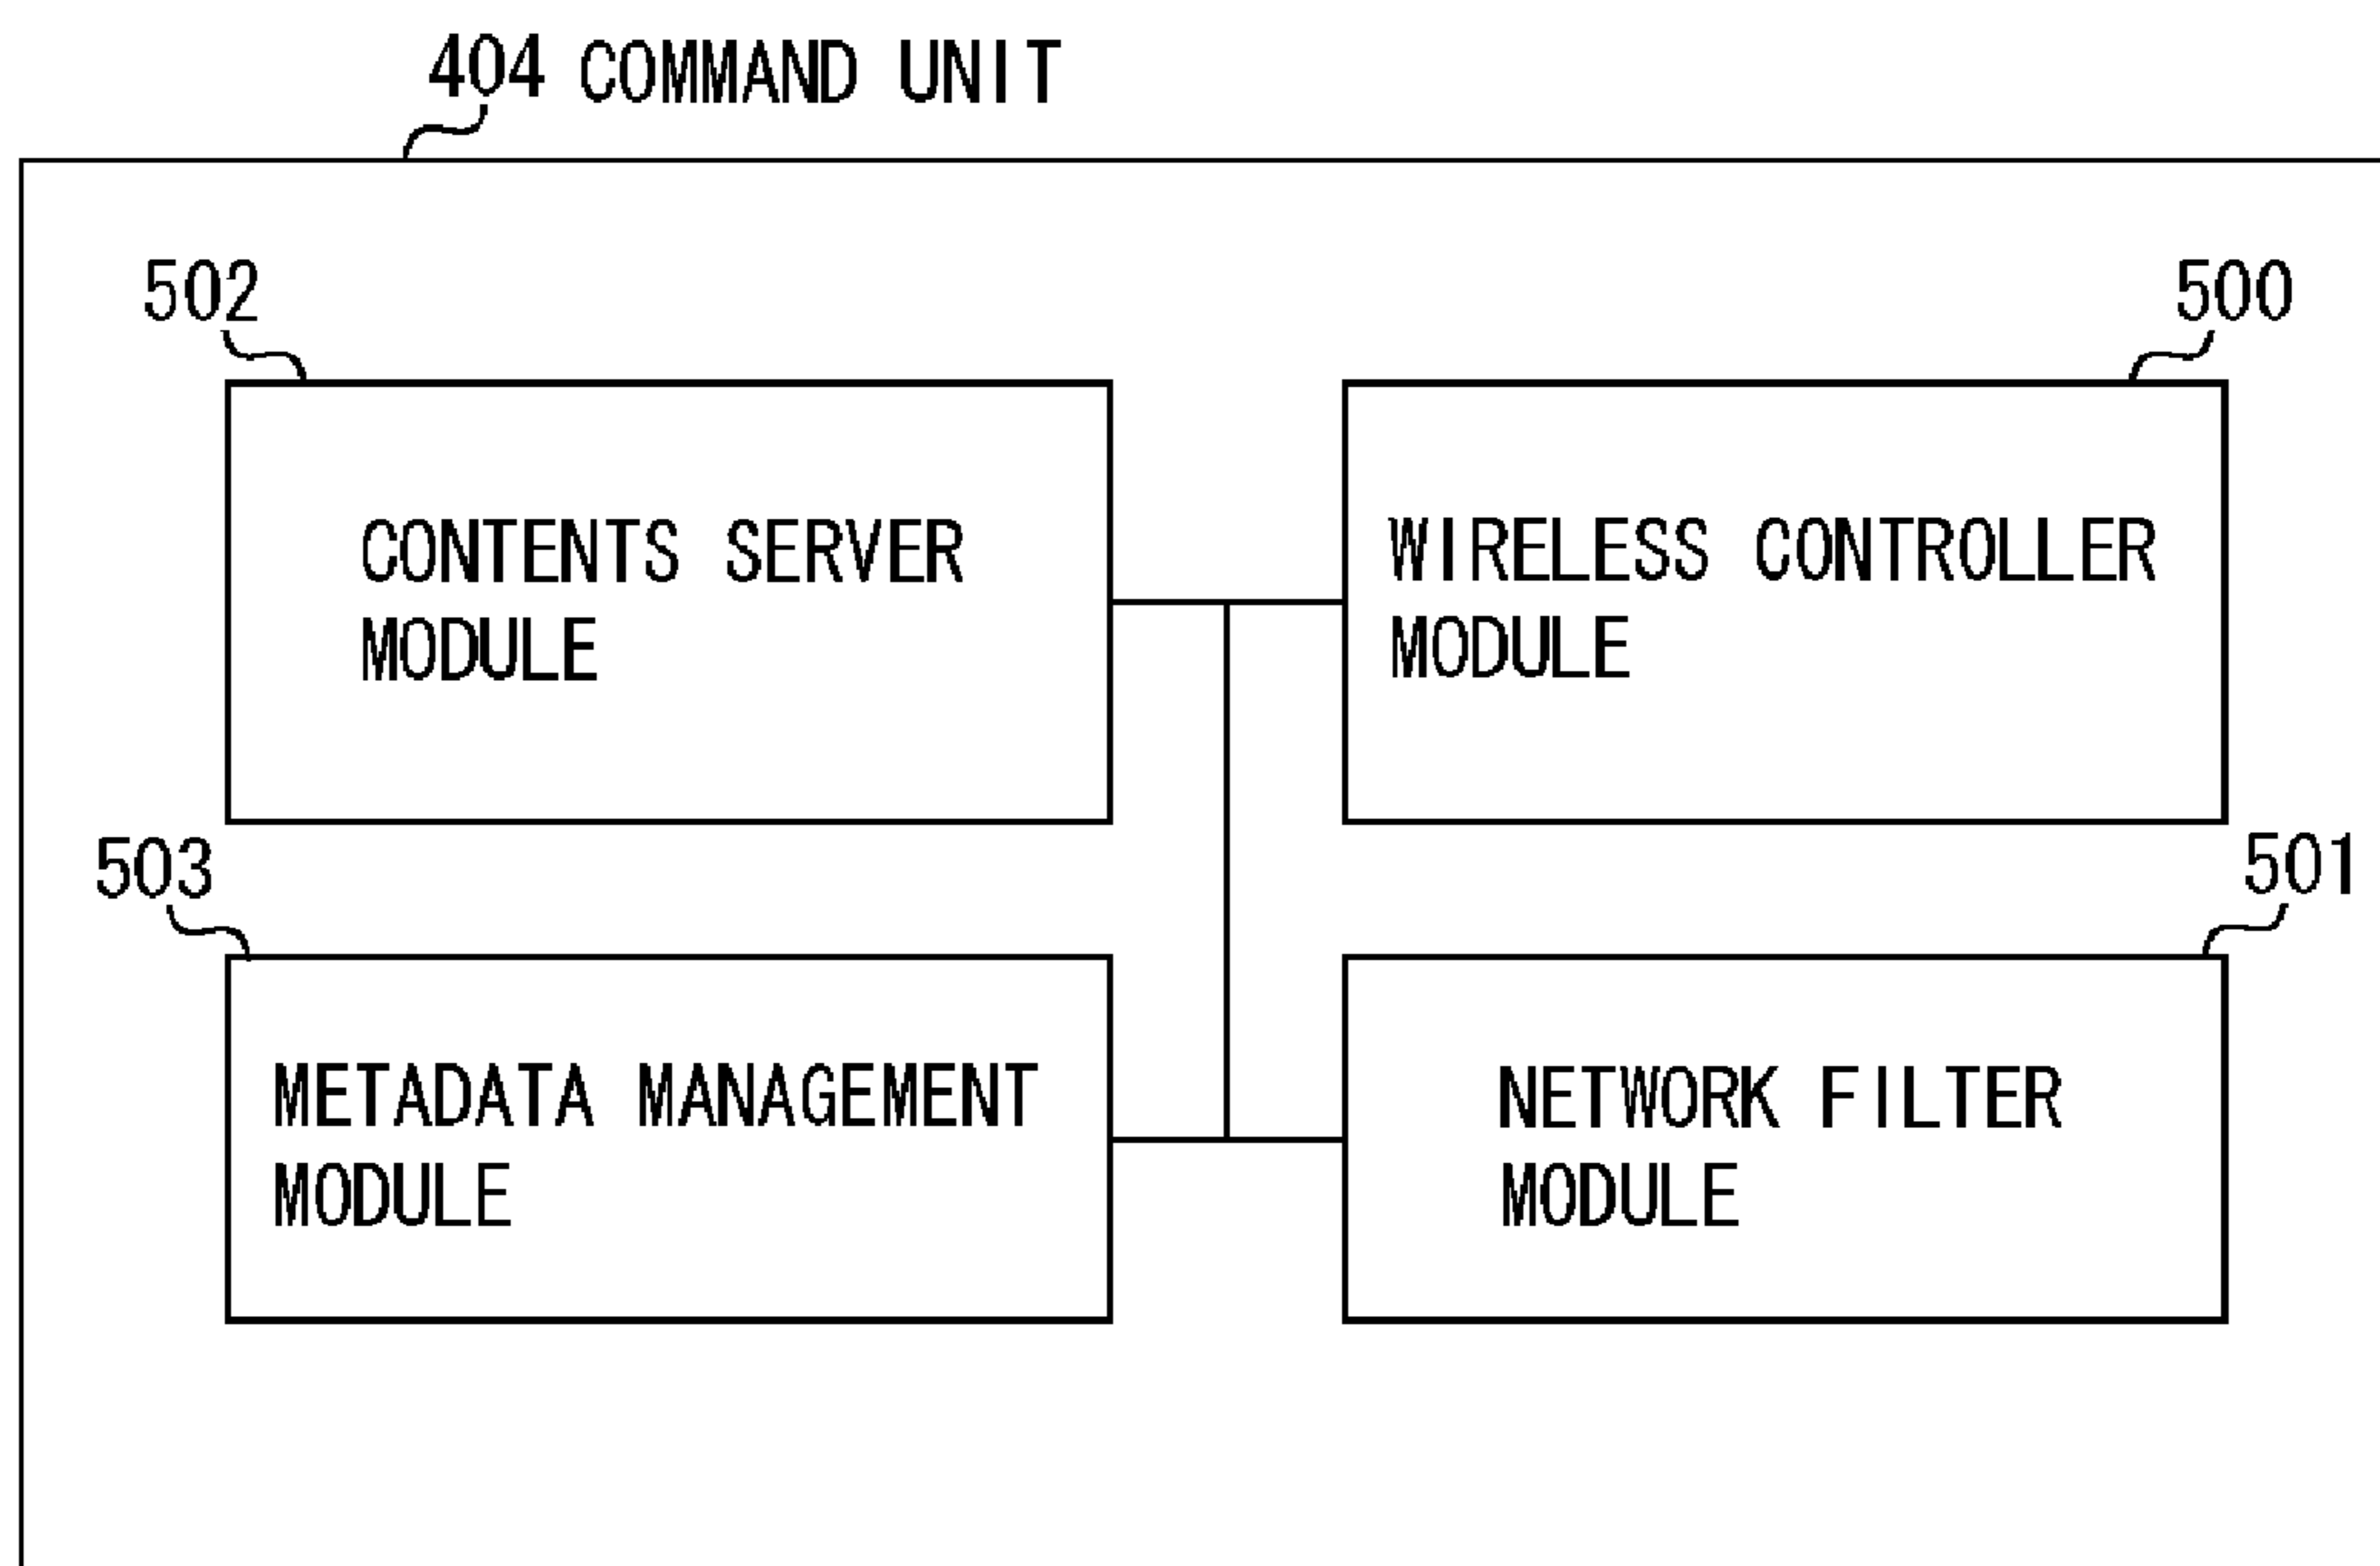 404 COMMAND UNIT
502
500
CONTENTS SERVER
MODULE
WIRELESS CONTROLLER
MODULE
503
501
METADATA MANAGEMENT
MODULE
NETWORK FILTER
MODULE